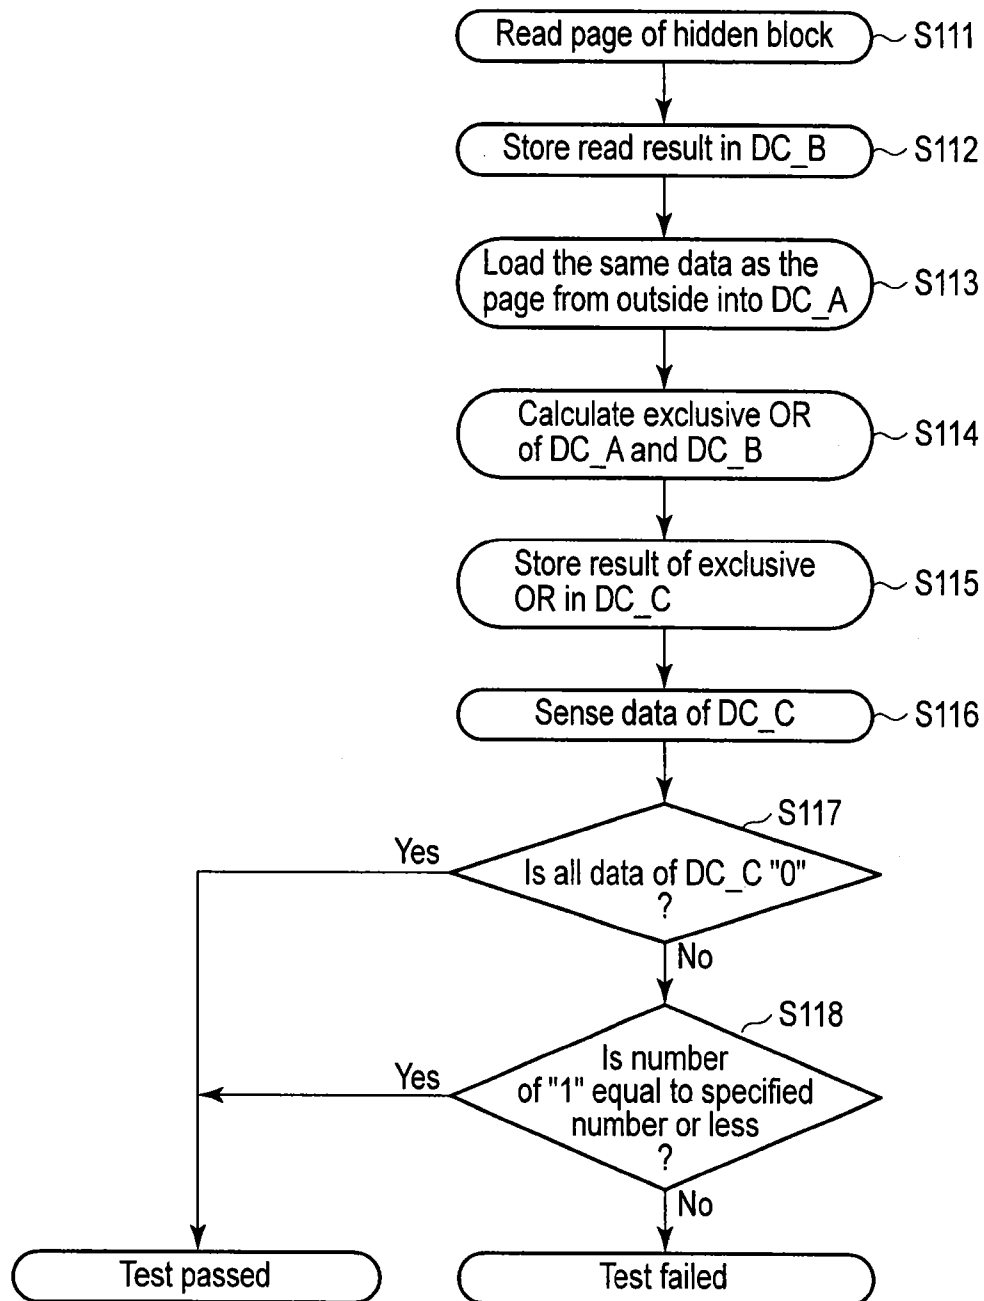 Read page of hidden block
S111
Store read result in DC_B
S112
Load the same data as the
page from outside into DC_A
S113
Calculate exclusive OR
of DC_A and DC_B
S114
Store result of exclusive
OR in DC_C
S115
Sense data of DC_C
S116
S117
Yes
Is all data of DC_C "0"
?
No
S118
Yes
Is number
of "1" equal to specified
number or less
?
No
Test passed
Test failed